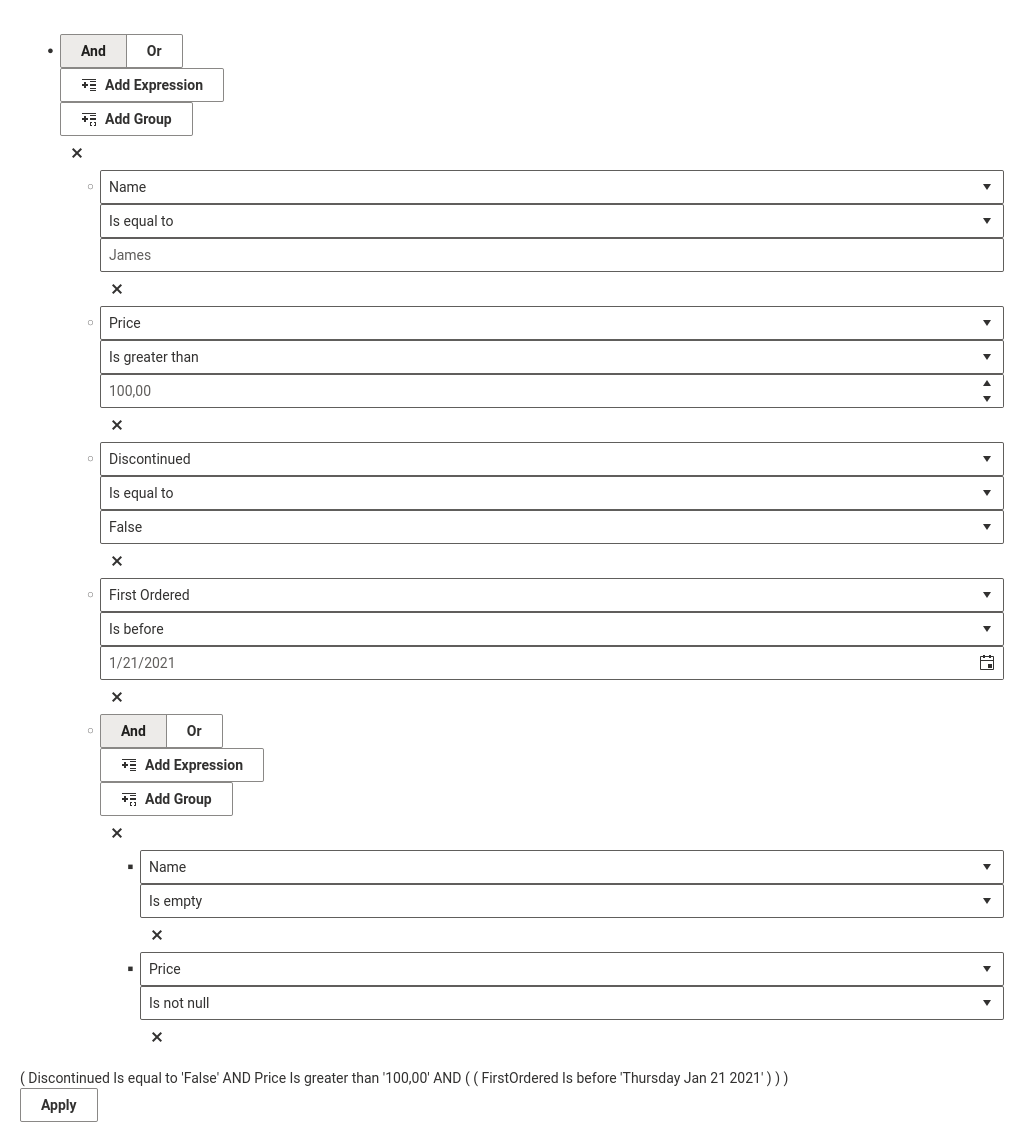 And Or
Add Expression
Add Group
Name
Is equal to
James
Price
Is greater than
100,00
Discontinued
Is equal to
False
First Ordered
Is before
1/21/2021
And Or
Add Expression
Add Group
Name
Is empty
Price
Is not null
( Discontinued Is equal to 'False' AND Price Is greater than '100,00' AND ( ( FirstOrdered Is before 'Thursday Jan 21 2021' ) ) )
Apply